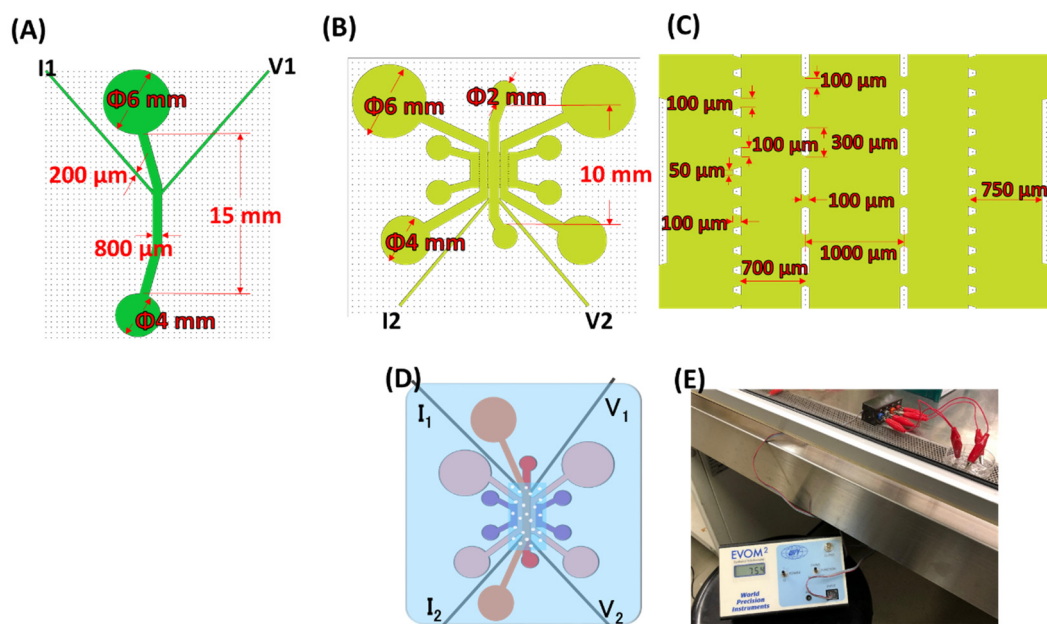 (A)
I1
V1
Φ6 mm
200 µm
15 mm
800 µm
Φ4 mm
(B)
Φ6 mm
Φ2 mm
10 mm
Φ4 mm
I2
V2
(C)
100 µm
100 µm
100 µm
300 µm
50 µm
750 µm
100 µm
100 µm
1000 µm
700 µm
(D)
I1
V1
I2
V2
(E)
EVOM²
World
Precision
Instruments